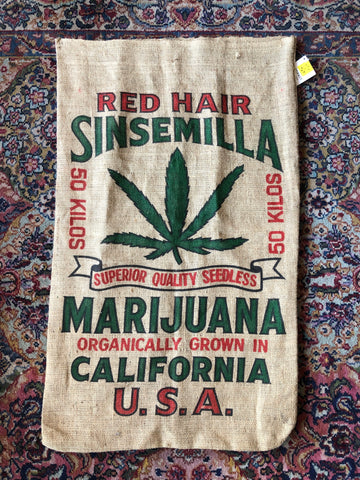 RED HAIR
SINSEMILLA
50 KILOS
50 KILOS
SUPERIOR QUALITY SEEDLESS
MARIJUANA
ORGANICALLY GROWN IN
CALIFORNIA
U.S.A.